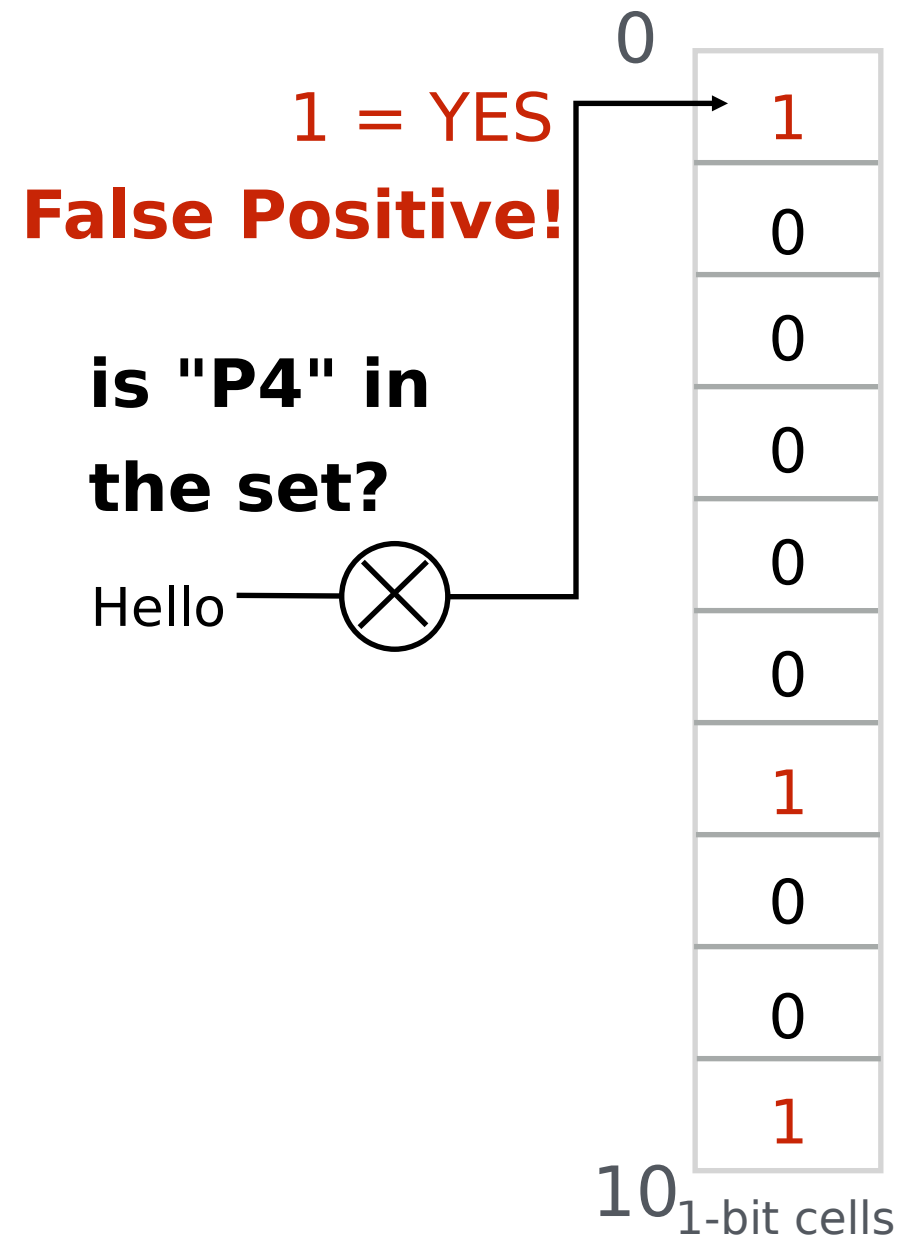 0
1 = YES
False Positive!
is "P4" in
the set?
Hello
1
0
0
0
0
0
1
0
0
1
10
1-bit cells